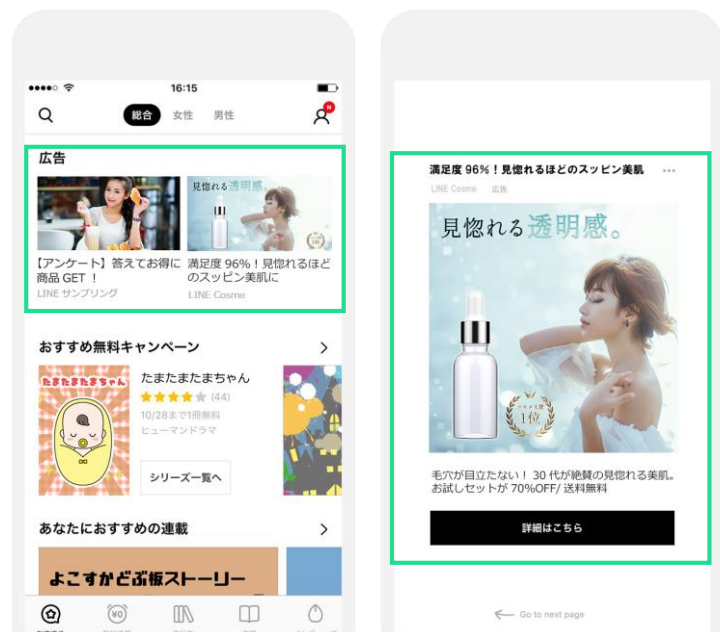 16:15
総合 女性 男性
N
広告
見惚れる透明感。
【アンケート】答えてお得に
商品 GET ！
LINE サンプリング
満足度 96%！見惚れるほど
のスッピン美肌に
LINE Cosme
おすすめ無料キャンペーン
たまたまたまちゃん
たまたまたまちゃん
(44)
10/28まで1冊無料
ヒューマンドラマ
シリーズ一覧へ
あなたにおすすめの連載
よこすかどぶ板ストーリー
¥0
満足度 96%！見惚れるほどのスッピン美肌 …
LINE Cosme 広告
見惚れる透明感。
1位
毛穴が目立たない！ 30 代が絶賛の見惚れる美肌。
お試しセットが 70%OFF/ 送料無料
詳細はこちら
Go to next page